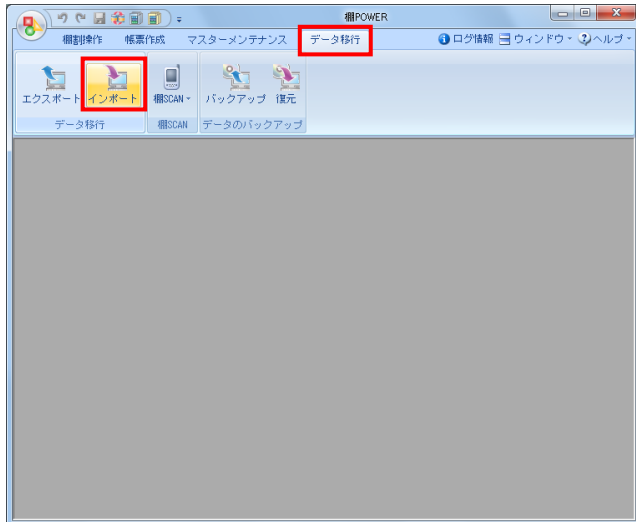 棚POWER
棚割操作 帳票作成 マスターメンテナンス データ移行 ログ情報 ウィンドウ ヘルプ
エクスポート インポート 棚SCAN バックアップ 復元
データ移行 棚SCAN データのバックアップ